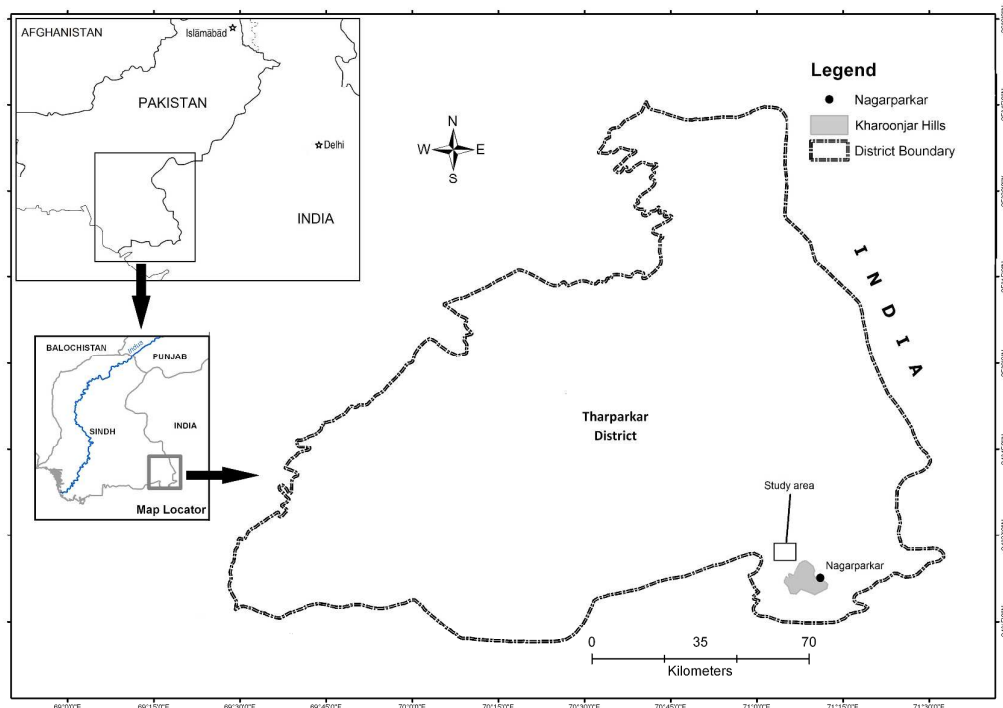 AFGHANISTAN
Islāmābād
PAKISTAN
Delhi
INDIA
BALOCHISTAN
Indus
PUNJAB
SINDH
INDIA
Map Locator
N
W E
S
Legend
Nagarparkar
Kharoonjar Hills
District Boundary
INDIA
Tharparkar
District
Study area
Nagarparkar
0 35 70
Kilometers